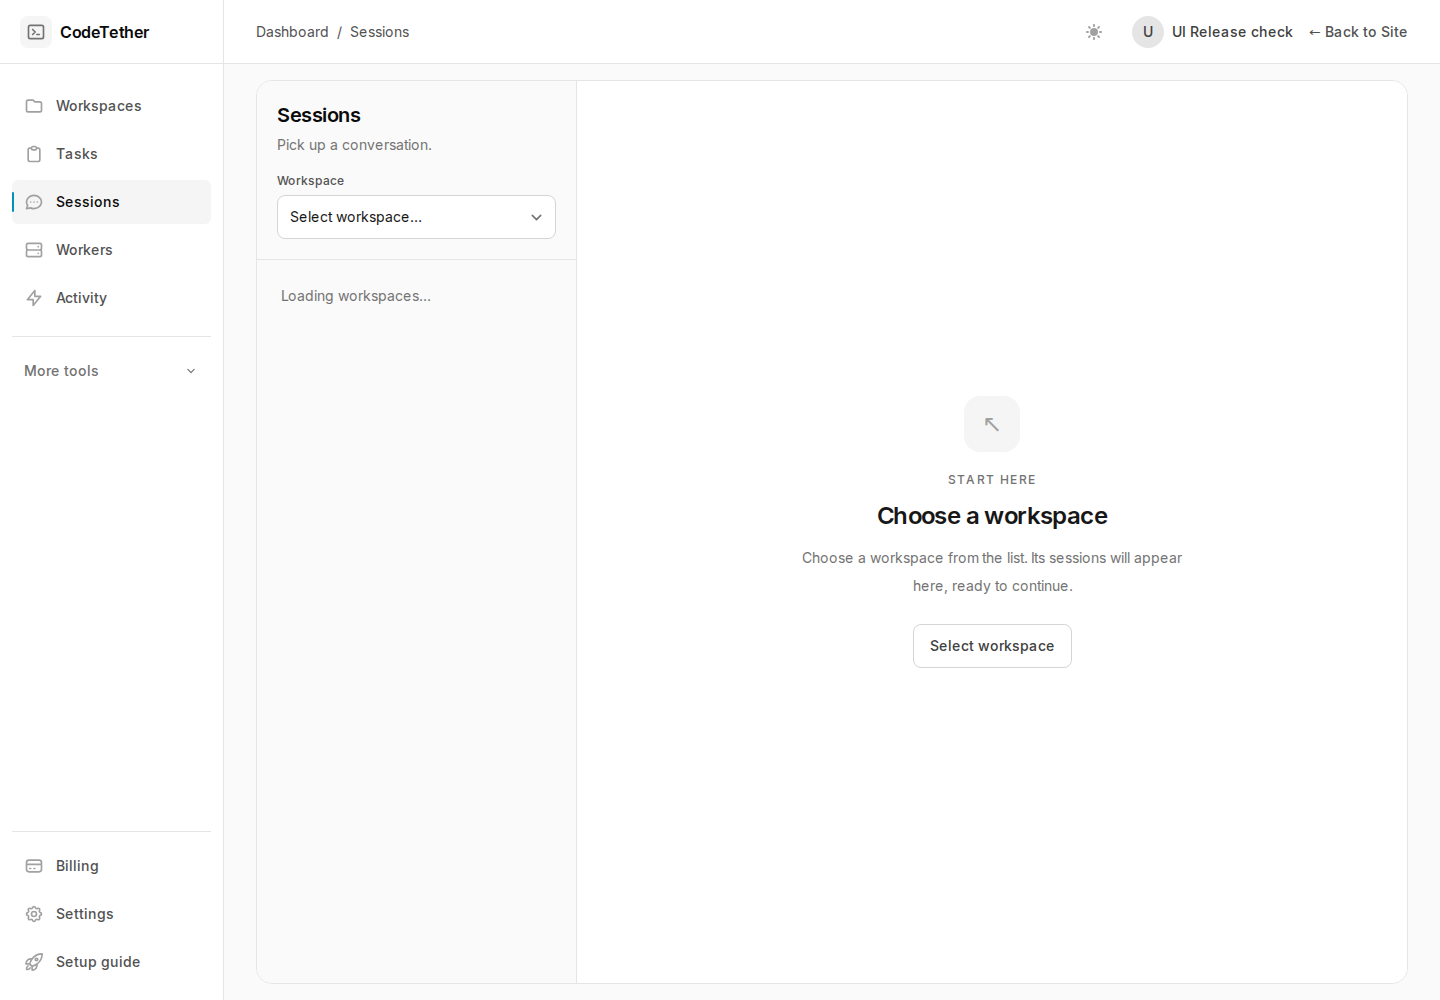 CodeTether
Dashboard / Sessions
U UI Release check
← Back to Site
Workspaces
Tasks
Sessions
Workers
Activity
More tools
Billing
Settings
Setup guide
Sessions
Pick up a conversation.
Workspace
Select workspace...
Loading workspaces...
START HERE
Choose a workspace
Choose a workspace from the list. Its sessions will appear
here, ready to continue.
Select workspace